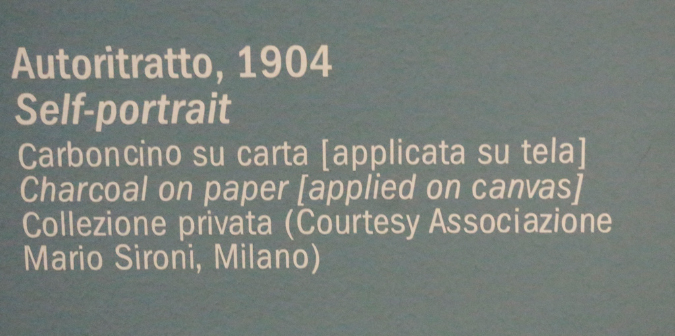 Autoritratto, 1904
Self-portrait
Carboncino su carta [applicata su tela]
Charcoal on paper [applied on canvas]
Collezione privata (Courtesy Associazione
Mario Sironi, Milano)